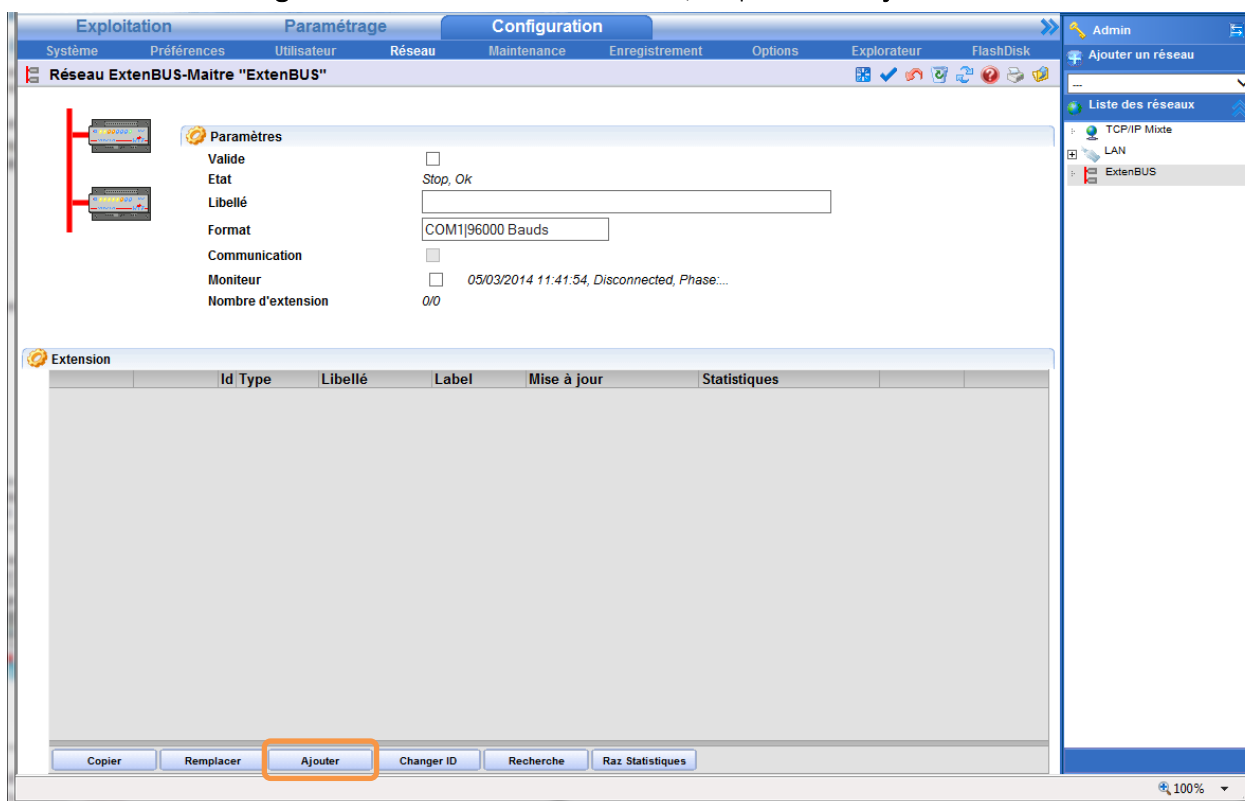 Exploitation Paramétrage Configuration
Système Préférences Utilisateur Réseau Maintenance Enregistrement Options Explorateur FlashDisk
Réseau ExtenBUS-Maitre "ExtenBUS"
Paramètres
Valide
Etat Stop, Ok
Libellé
Format COM1|96000 Bauds
Communication
Moniteur 05/03/2014 11:41:54, Disconnected, Phase:...
Nombre d'extension 0/0
Extension
Id Type Libellé Label Mise à jour Statistiques
Copier Remplacer Ajouter Changer ID Recherche Raz Statistiques
Admin
Ajouter un réseau
...
Liste des réseaux
TCP/IP Mixte
LAN
ExtenBUS
100%